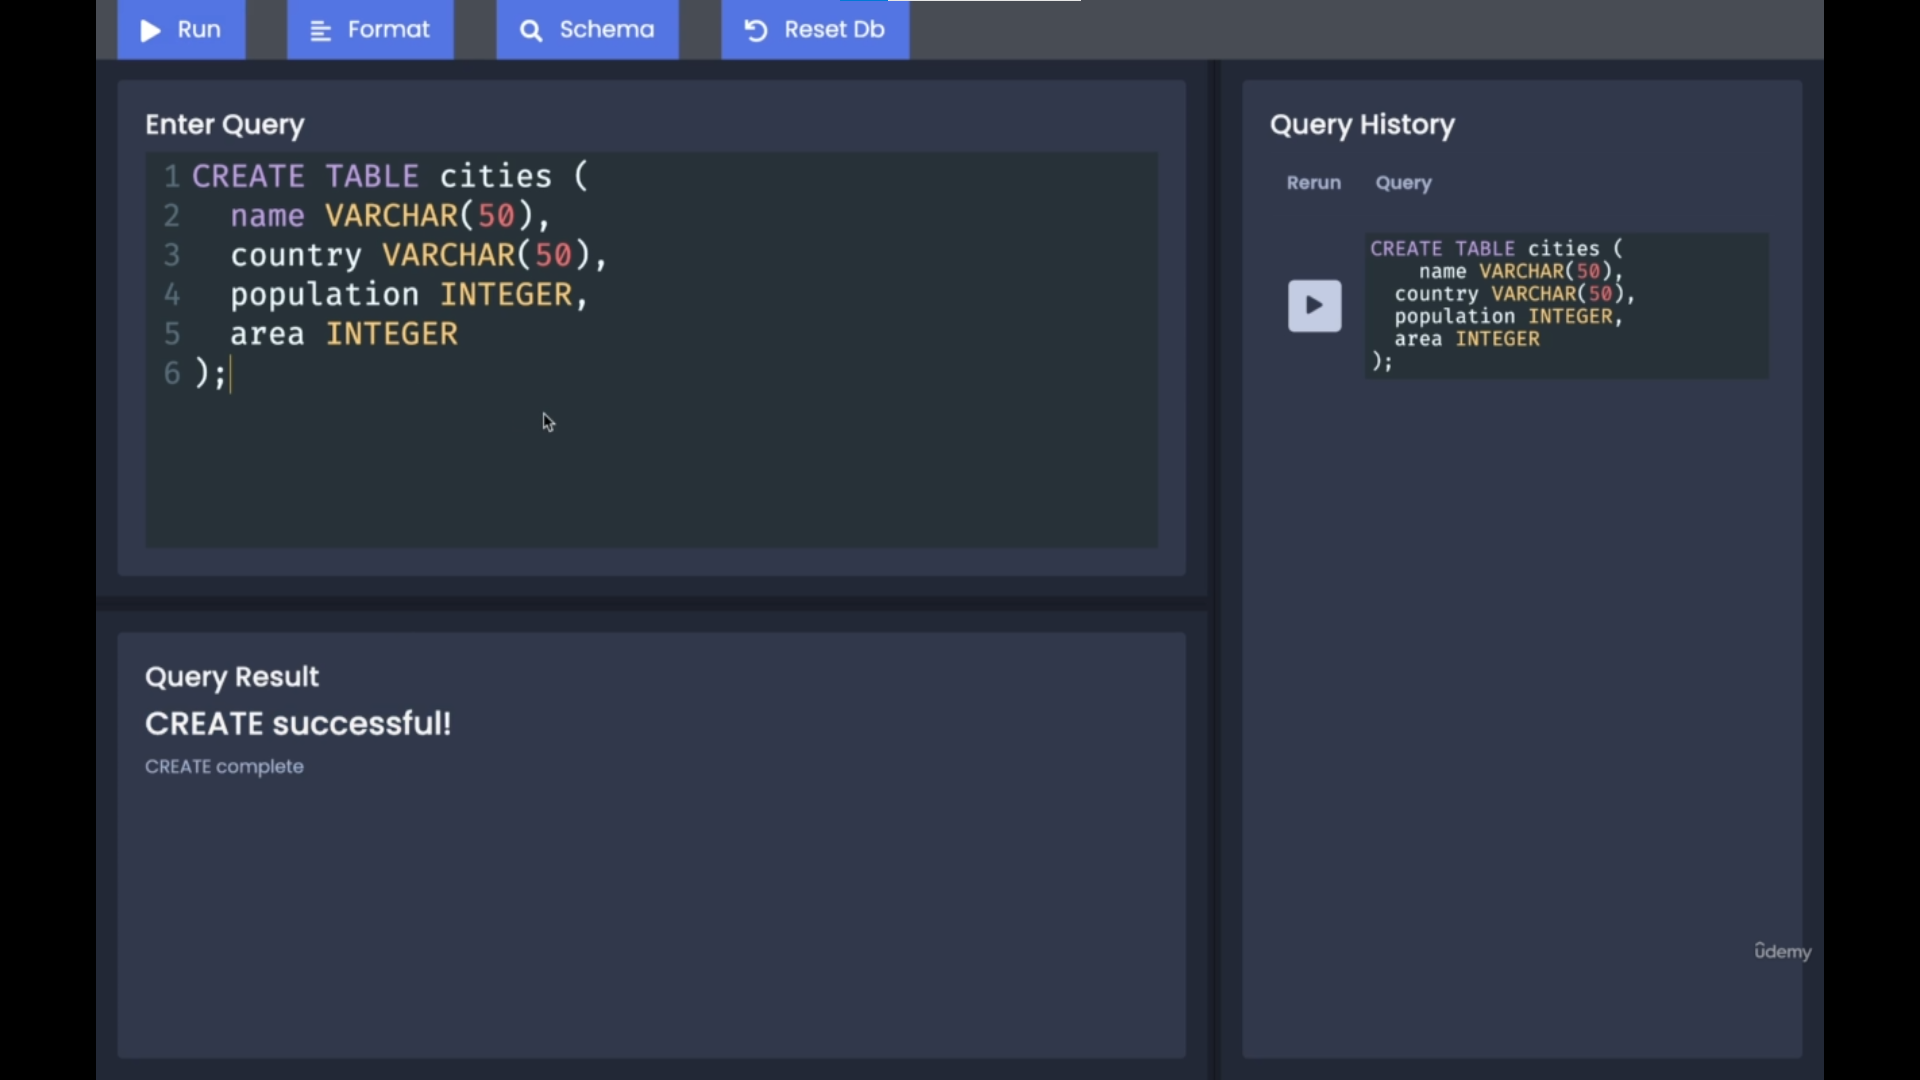 Run
Format
Schema
Reset Db
Enter Query
1 CREATE TABLE cities (
2   name VARCHAR(50),
3   country VARCHAR(50),
4   population INTEGER,
5   area INTEGER
6 );
Query Result
CREATE successful!
CREATE complete
Query History
Rerun Query
CREATE TABLE cities (
    name VARCHAR(50),
  country VARCHAR(50),
  population INTEGER,
  area INTEGER
);
ûdemy